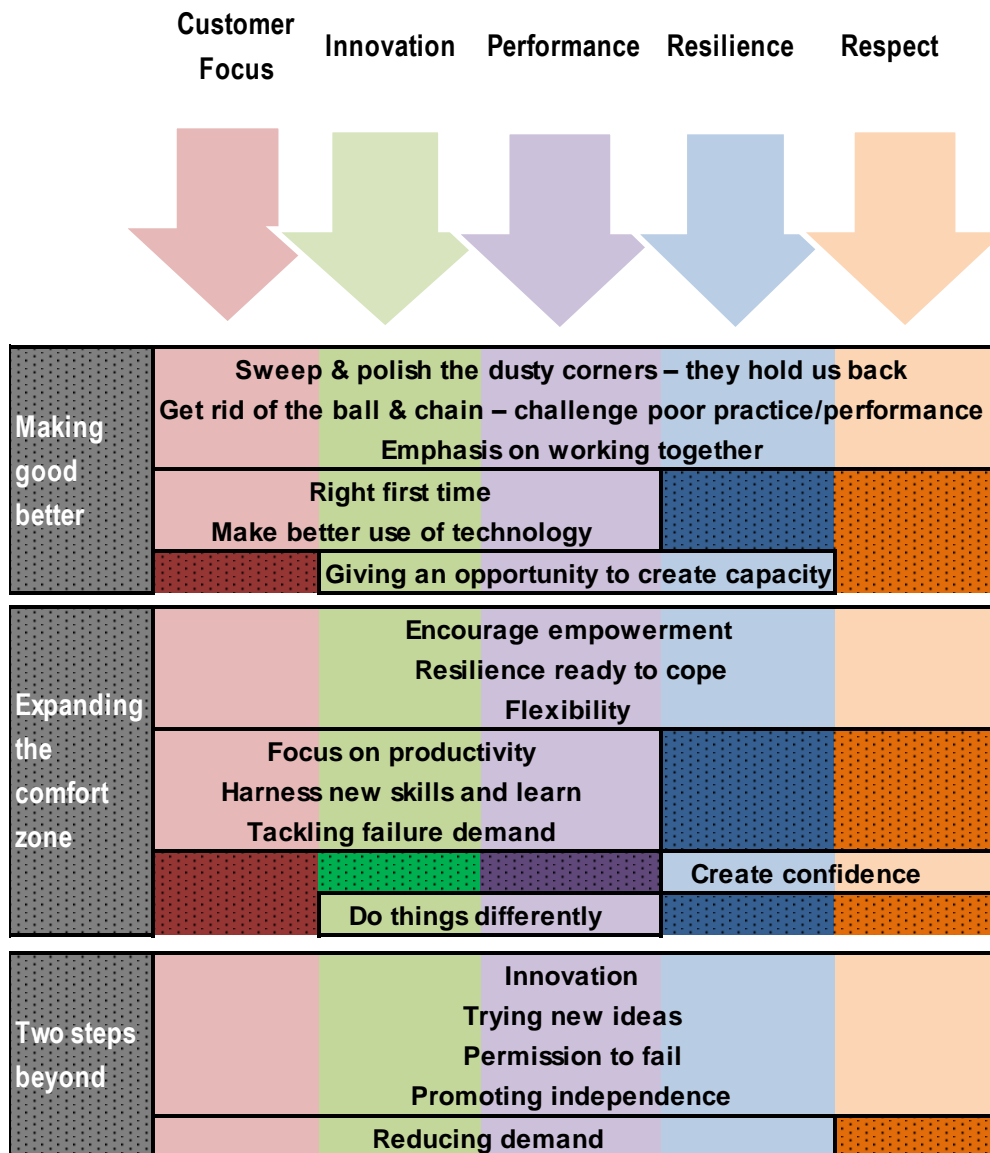 Customer
Focus
Innovation
Performance
Resilience
Respect
Making
good
better
Sweep & polish the dusty corners – they hold us back
Get rid of the ball & chain – challenge poor practice/performance
Emphasis on working together
Right first time
Make better use of technology
Giving an opportunity to create capacity
Expanding
the
comfort
zone
Encourage empowerment
Resilience ready to cope
Flexibility
Focus on productivity
Harness new skills and learn
Tackling failure demand
Create confidence
Do things differently
Two steps
beyond
Innovation
Trying new ideas
Permission to fail
Promoting independence
Reducing demand